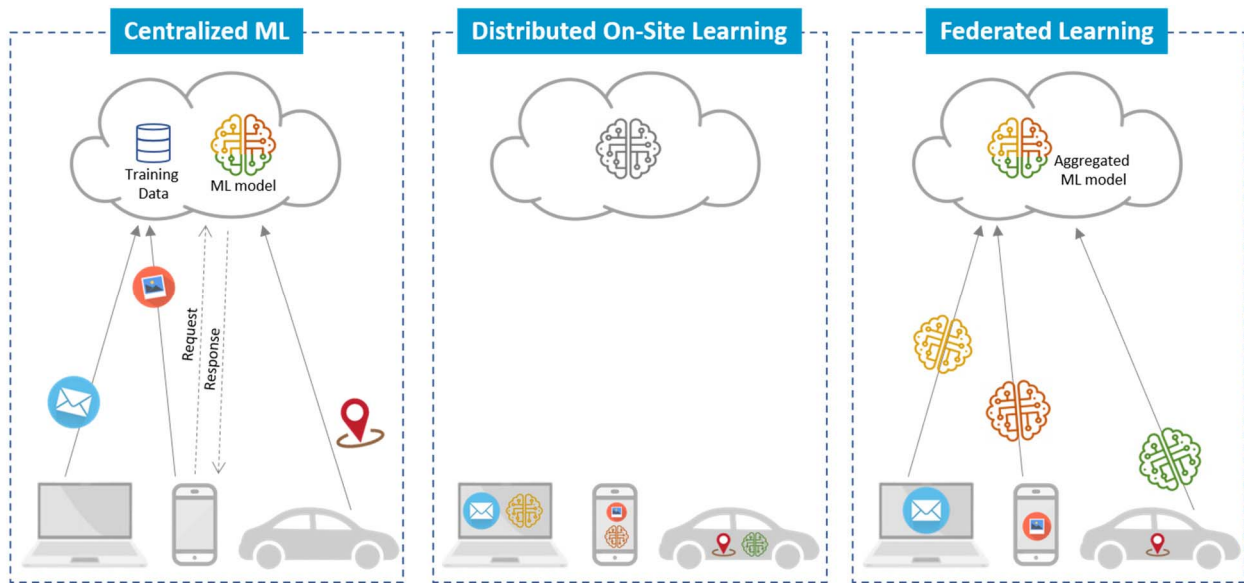 Centralized ML
Training
Data
ML model
Request
Response
Distributed On-Site Learning
Federated Learning
Aggregated
ML model